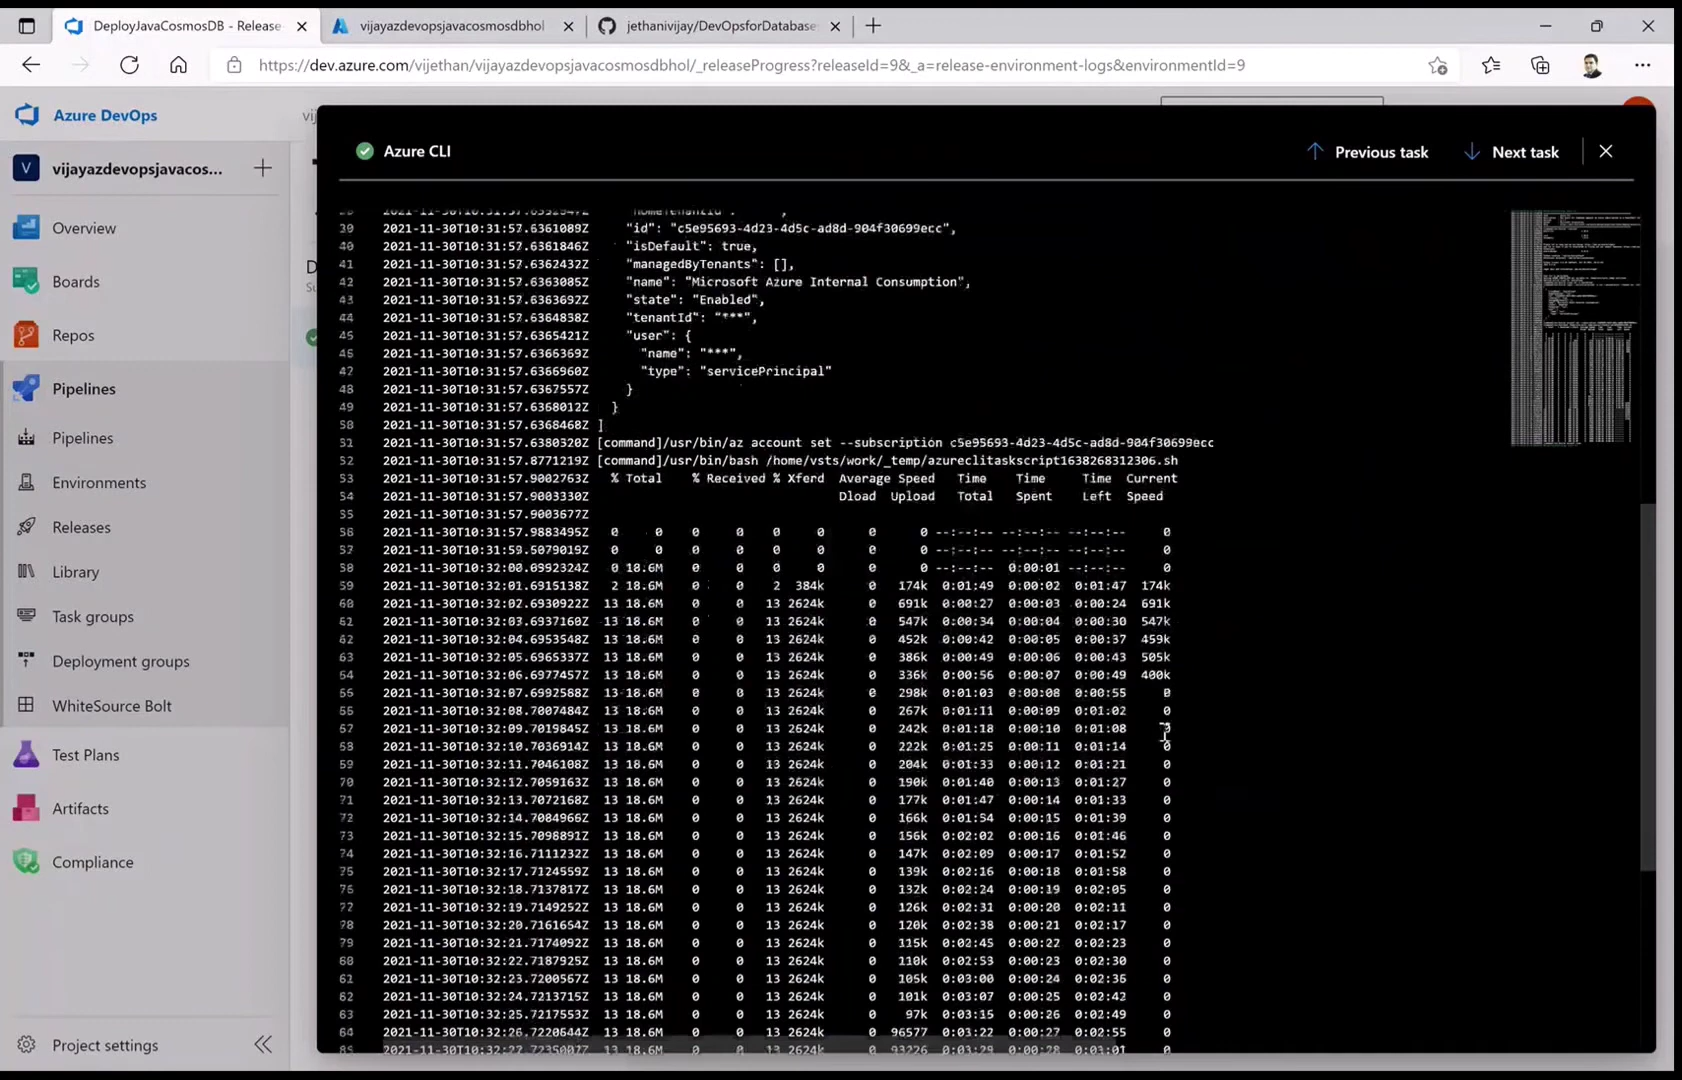 DeployJavaCosmosDB - Release
vijayazdevopsjavacosmosdbhol
jethanivijay/DevOpsforDatabase
https://dev.azure.com/vijethan/vijayazdevopsjavacosmosdbhol/_releaseProgress?releaseId=9&_a=release-environment-logs&environmentId=9
Azure DevOps
V vijayazdevopsjavacos...
Overview
Boards
Repos
Pipelines
Pipelines
Environments
Releases
Library
Task groups
Deployment groups
WhiteSource Bolt
Test Plans
Artifacts
Compliance
Project settings
Azure CLI
Previous task
Next task
39 2021-11-30T10:31:57.6361089Z "id": "c5e95693-4d23-4d5c-ad8d-904f30699ecc",
40 2021-11-30T10:31:57.6361846Z "isDefault": true,
41 2021-11-30T10:31:57.6362432Z "managedByTenants": [],
42 2021-11-30T10:31:57.6363005Z "name": "Microsoft Azure Internal Consumption",
43 2021-11-30T10:31:57.6363692Z "state": "Enabled",
44 2021-11-30T10:31:57.6364838Z "tenantId": "***",
45 2021-11-30T10:31:57.6365421Z "user": {
46 2021-11-30T10:31:57.6366369Z "name": "***",
2021-11-30T10:31:57.6366960Z "type": "servicePrincipal"
48 2021-11-30T10:31:57.6367557Z }
49 2021-11-30T10:31:57.6368012Z }
50 2021-11-30T10:31:57.6368468Z ]
51 2021-11-30T10:31:57.6380320Z [command]/usr/bin/az account set --subscription c5e95693-4d23-4d5c-ad8d-904f30699ecc
52 2021-11-30T10:31:57.8771219Z [command]/usr/bin/bash /home/vsts/work/_temp/azureclitaskscript1638268312306.sh
53 2021-11-30T10:31:57.9002763Z % Total % Received % Xferd Average Speed Time Time Time Current
54 2021-11-30T10:31:57.9003330Z Dload Upload Total Spent Left Speed
55 2021-11-30T10:31:57.9003677Z
56 2021-11-30T10:31:57.9883495Z 0 0 0 0 0 0 0 0 --:--:-- --:--:-- --:--:-- 0
57 2021-11-30T10:31:59.5079019Z 0 0 0 0 0 0 0 0 --:--:-- --:--:-- --:--:-- 0
58 2021-11-30T10:32:00.0992324Z 0 18.6M 0 0 0 0 0 0 --:--:-- 0:00:01 --:--:-- 0
59 2021-11-30T10:32:01.6915138Z 2 18.6M 0 0 2 384k 0 174k 0:01:49 0:00:02 0:01:47 174k
60 2021-11-30T10:32:02.6930922Z 13 18.6M 0 0 13 2624k 0 691k 0:00:27 0:00:03 0:00:24 691k
61 2021-11-30T10:32:03.6937160Z 13 18.6M 0 0 13 2624k 0 547k 0:00:34 0:00:04 0:00:30 547k
62 2021-11-30T10:32:04.6953548Z 13 18.6M 0 0 13 2624k 0 452k 0:00:42 0:00:05 0:00:37 459k
63 2021-11-30T10:32:05.6965337Z 13 18.6M 0 0 13 2624k 0 386k 0:00:49 0:00:06 0:00:43 505k
2021-11-30T10:32:06.6977457Z 13 18.6M 0 0 13 2624k 0 336k 0:00:56 0:00:07 0:00:49 400k
2021-11-30T10:32:07.6992588Z 13 18.6M 0 0 13 2624k 0 298k 0:01:03 0:00:08 0:00:55 0
2021-11-30T10:32:08.7007484Z 13 18.6M 0 0 13 2624k 0 267k 0:01:11 0:00:09 0:01:02 0
2021-11-30T10:32:09.7019845Z 13 18.6M 0 0 13 2624k 0 242k 0:01:18 0:00:10 0:01:08
2021-11-30T10:32:10.7036914Z 13 18.6M 0 0 13 2624k 0 222k 0:01:25 0:00:11 0:01:14 0
2021-11-30T10:32:11.7046108Z 13 18.6M 0 0 13 2624k 0 204k 0:01:33 0:00:12 0:01:21 0
70 2021-11-30T10:32:12.7059163Z 13 18.6M 0 0 13 2624k 0 190k 0:01:40 0:00:13 0:01:27 0
71 2021-11-30T10:32:13.7072168Z 13 18.6M 0 0 13 2624k 0 177k 0:01:47 0:00:14 0:01:33 0
72 2021-11-30T10:32:14.7084966Z 13 18.6M 0 0 13 2624k 0 166k 0:01:54 0:00:15 0:01:39 0
73 2021-11-30T10:32:15.7098891Z 13 18.6M 0 0 13 2624k 0 156k 0:02:02 0:00:16 0:01:46 0
74 2021-11-30T10:32:16.7111232Z 13 18.6M 0 0 13 2624k 0 147k 0:02:09 0:00:17 0:01:52 0
75 2021-11-30T10:32:17.7124559Z 13 18.6M 0 0 13 2624k 0 139k 0:02:16 0:00:18 0:01:58 0
76 2021-11-30T10:32:18.7137817Z 13 18.6M 0 0 13 2624k 0 132k 0:02:24 0:00:19 0:02:05 0
2021-11-30T10:32:19.7149252Z 13 18.6M 0 0 13 2624k 0 126k 0:02:31 0:00:20 0:02:11 0
78 2021-11-30T10:32:20.7161654Z 13 18.6M 0 0 13 2624k 0 120k 0:02:38 0:00:21 0:02:17 0
79 2021-11-30T10:32:21.7174092Z 13 18.6M 0 0 13 2624k 0 115k 0:02:45 0:00:22 0:02:23 0
2021-11-30T10:32:22.7187925Z 13 18.6M 0 0 13 2624k 0 110k 0:02:53 0:00:23 0:02:30 0
2021-11-30T10:32:23.7200567Z 13 18.6M 0 0 13 2624k 0 105k 0:03:00 0:00:24 0:02:36 0
2021-11-30T10:32:24.7213715Z 13 18.6M 0 0 13 2624k 0 101k 0:03:07 0:00:25 0:02:42 0
2021-11-30T10:32:25.7217553Z 13 18.6M 0 0 13 2624k 0 97k 0:03:15 0:00:26 0:02:49 0
2021-11-30T10:32:26.7220644Z 13 18.6M 0 0 13 2624k 0 96577 0:03:22 0:00:27 0:02:55 0
13 18.6M 0 0 13 2624k 0 93226 0:03:29 0:00:28 0:03:01 0